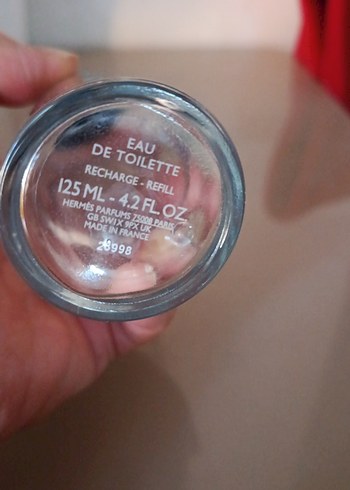 EAU
DE TOILETTE
RECHARGE - REFILL
125 ML - 4.2 FL.OZ.
HERMÈS PARFUMS 75008 PARIS
GB SW1X 9PX UK
MADE IN FRANCE
28998